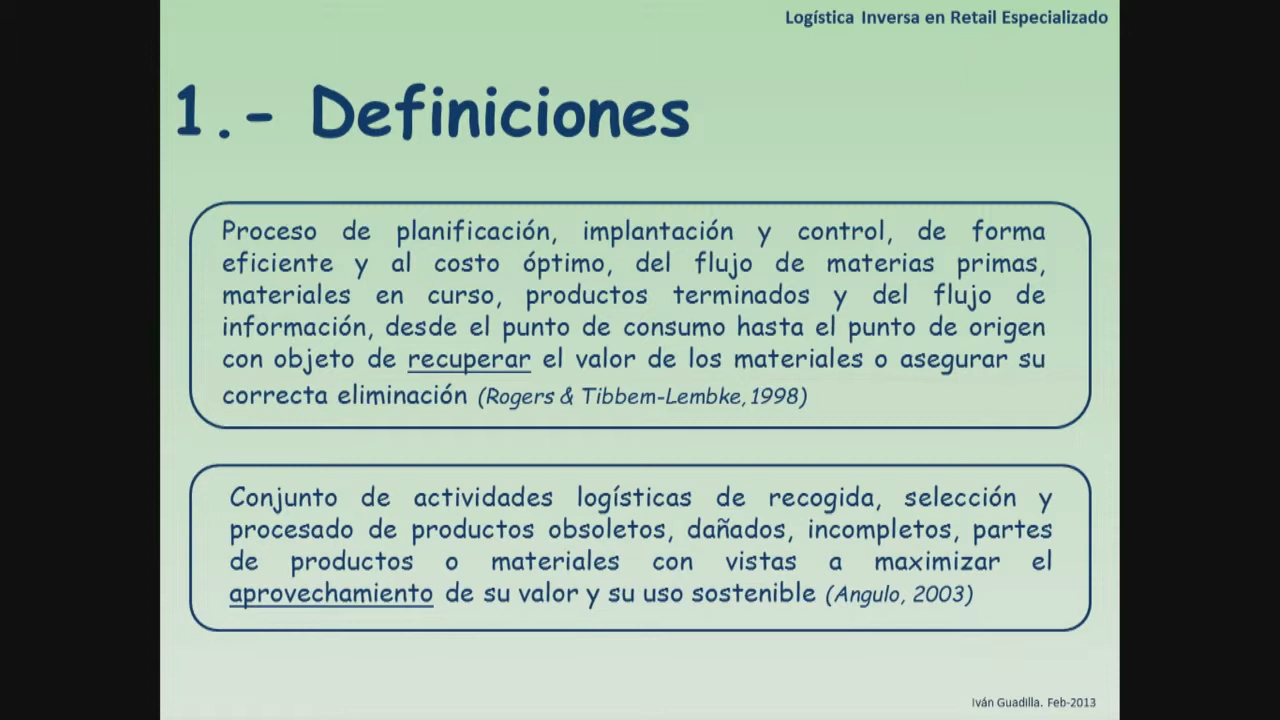 Logística Inversa en Retail Especializado
1.- Definiciones
Proceso de planificación, implantación y control, de forma
eficiente y al costo óptimo, del flujo de materias primas,
materiales en curso, productos terminados y del flujo de
información, desde el punto de consumo hasta el punto de origen
con objeto de recuperar el valor de los materiales o asegurar su
correcta eliminación (Rogers & Tibbem-Lembke, 1998)
Conjunto de actividades logísticas de recogida, selección y
procesado de productos obsoletos, dañados, incompletos, partes
de productos o materiales con vistas a maximizar el
aprovechamiento de su valor y su uso sostenible (Angulo, 2003)
Iván Guadilla. Feb-2013